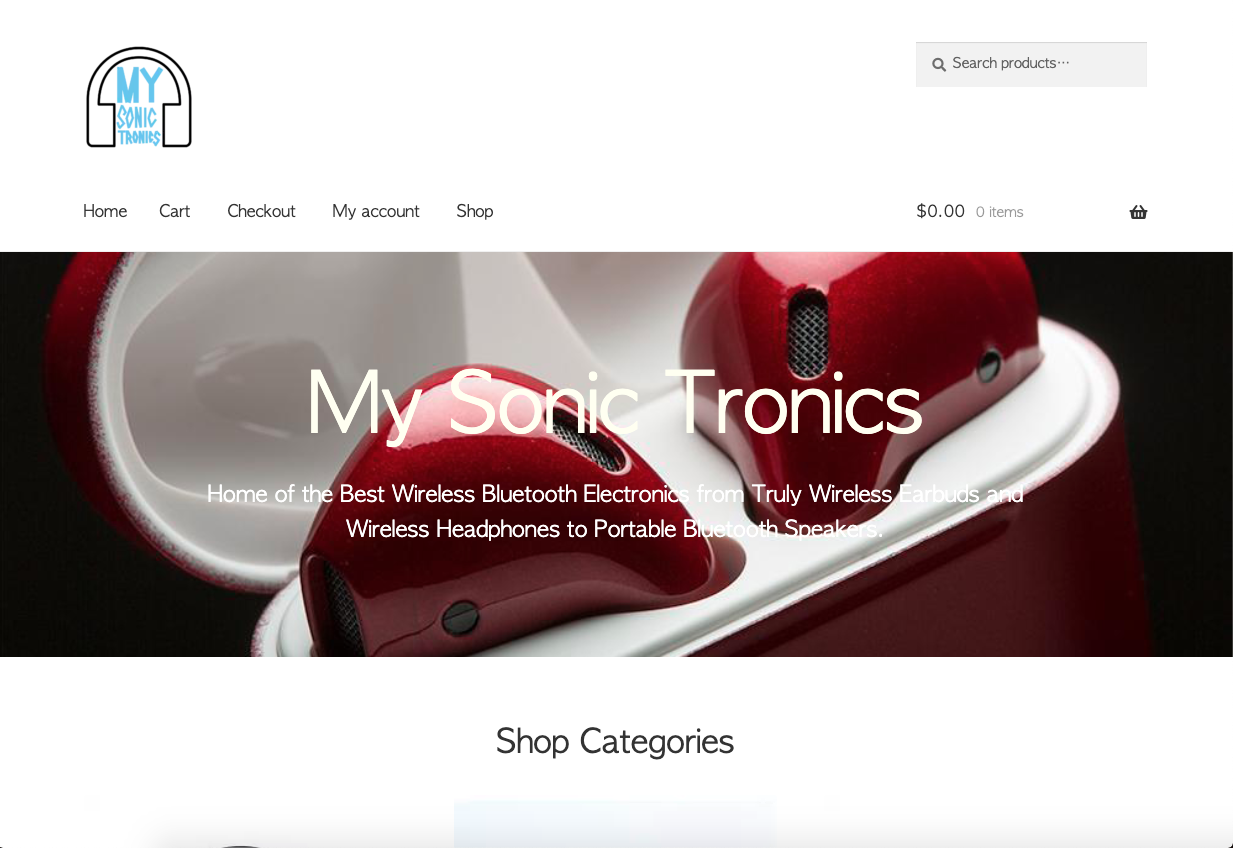 MY
SONIC
TRONICS
Search products…
Home Cart Checkout My account Shop
$0.00 0 items
My Sonic Tronics
Home of the Best Wireless Bluetooth Electronics from Truly Wireless Earbuds and
Wireless Headphones to Portable Bluetooth Speakers.
Shop Categories